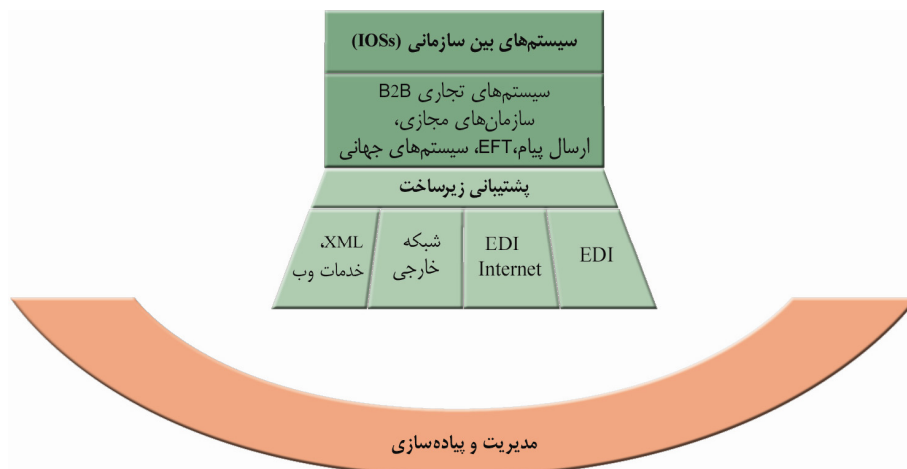 سیستم‌های بین سازمانی (IOSs)
سیستم‌های تجاری B2B
سازمان‌های مجازی،
ارسال پیام،EFT، سیستم‌های جهانی
پشتیبانی زیرساخت
EDI
EDI
Internet
شبکه
خارجی
XML،
خدمات وب
مدیریت و پیاده‌سازی